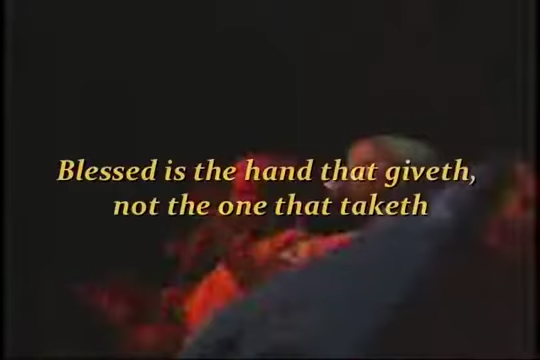 Blessed is the hand that giveth,
not the one that taketh